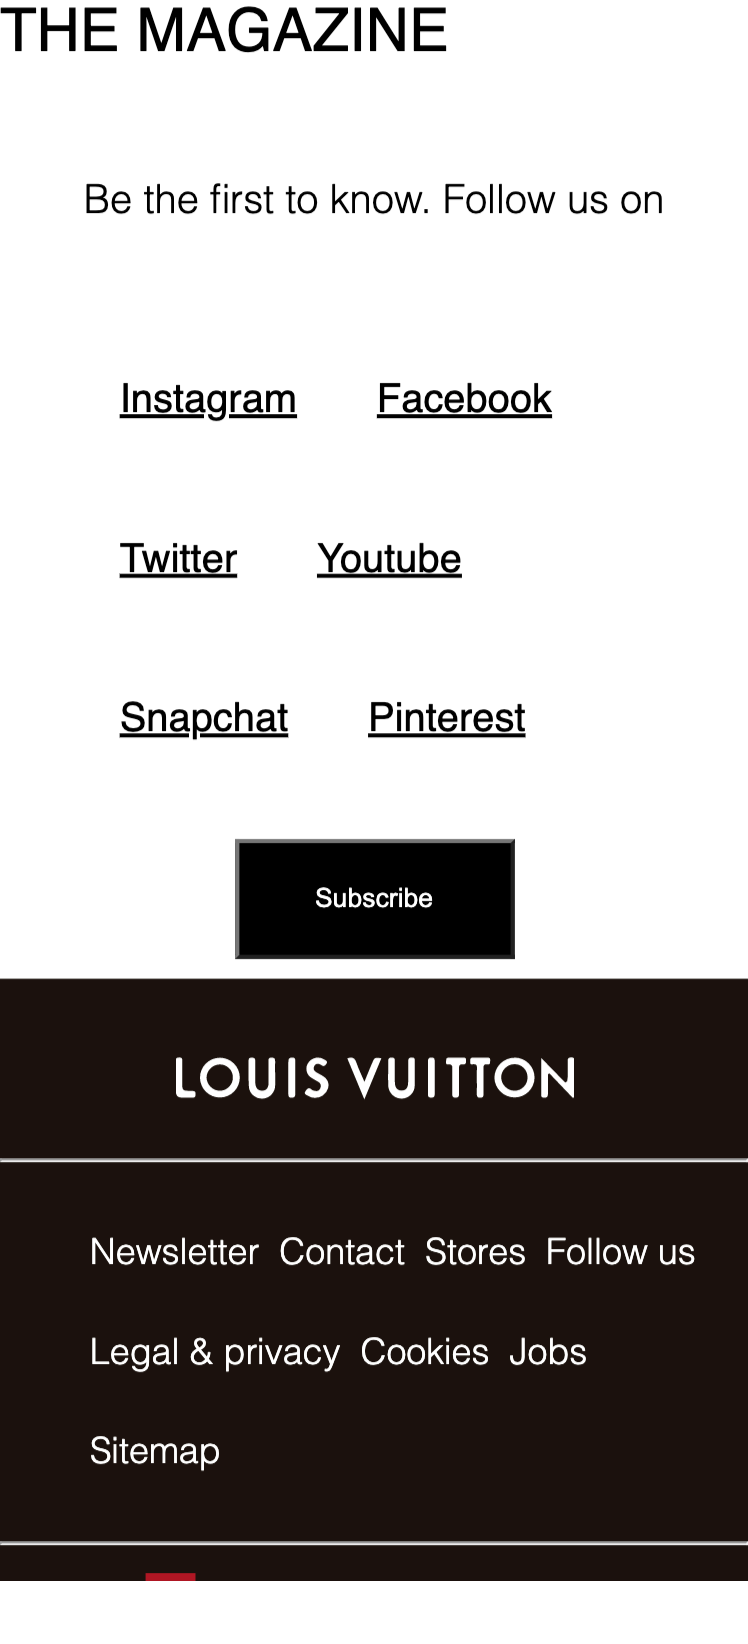 THE MAGAZINE
Be the first to know. Follow us on
Instagram Facebook
Twitter Youtube
Snapchat Pinterest
Subscribe
LOUIS VUITTON
Newsletter Contact Stores Follow us
Legal & privacy Cookies Jobs
Sitemap